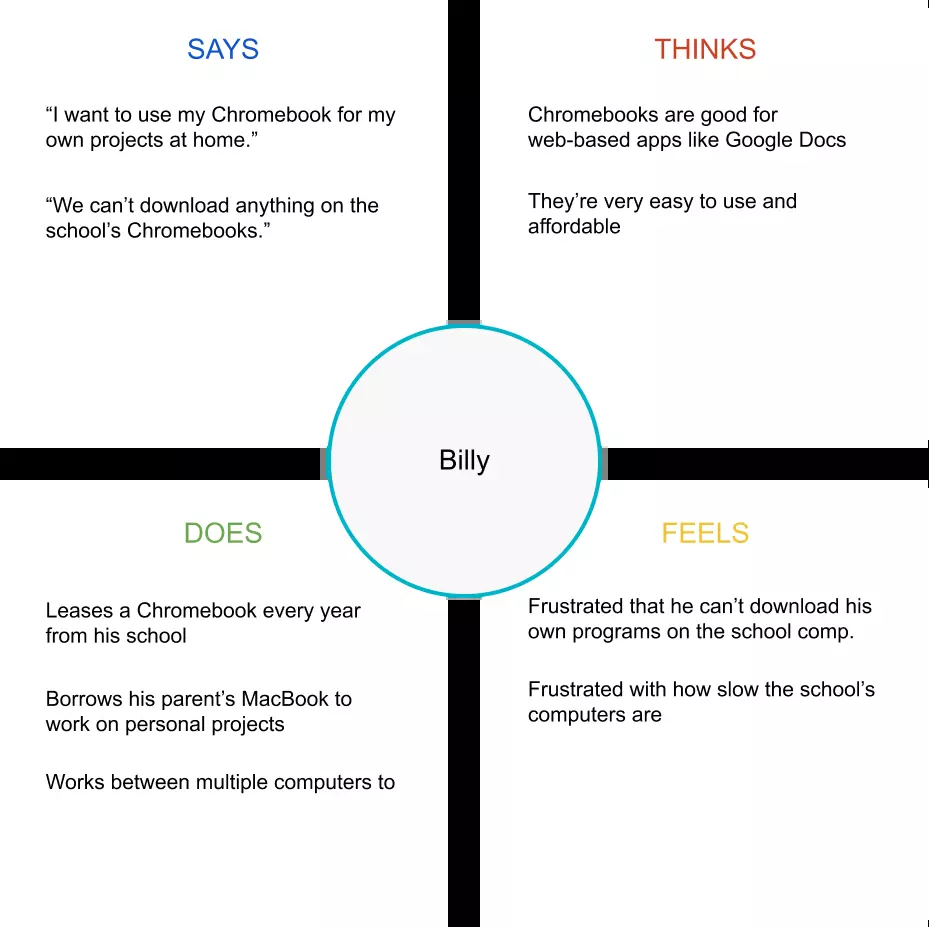 SAYS
“I want to use my Chromebook for my
own projects at home.”
“We can’t download anything on the
school’s Chromebooks.”
THINKS
Chromebooks are good for
web-based apps like Google Docs
They’re very easy to use and
affordable
Billy
DOES
Leases a Chromebook every year
from his school
Borrows his parent’s MacBook to
work on personal projects
Works between multiple computers to
FEELS
Frustrated that he can’t download his
own programs on the school comp.
Frustrated with how slow the school’s
computers are